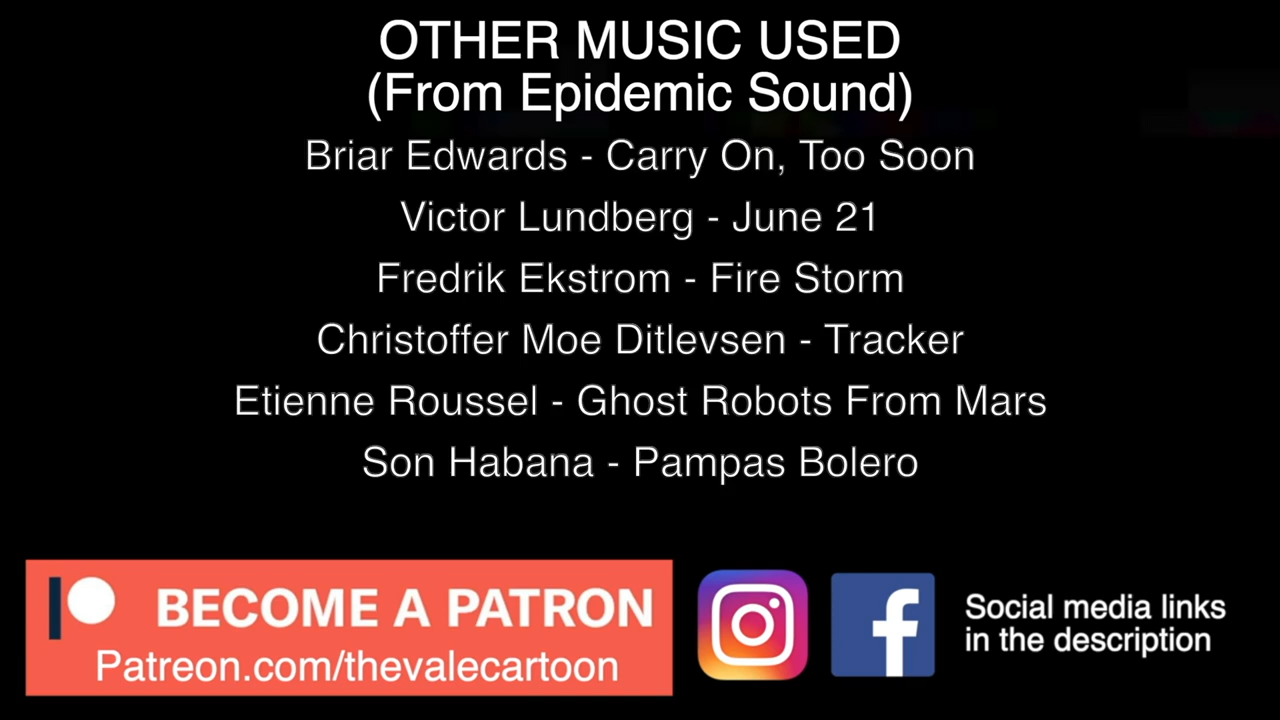 OTHER MUSIC USED
(From Epidemic Sound)
Briar Edwards - Carry On, Too Soon
Victor Lundberg - June 21
Fredrik Ekstrom - Fire Storm
Christoffer Moe Ditlevsen - Tracker
Etienne Roussel - Ghost Robots From Mars
Son Habana - Pampas Bolero
BECOME A PATRON
Patreon.com/thevalecartoon
Social media links
in the description